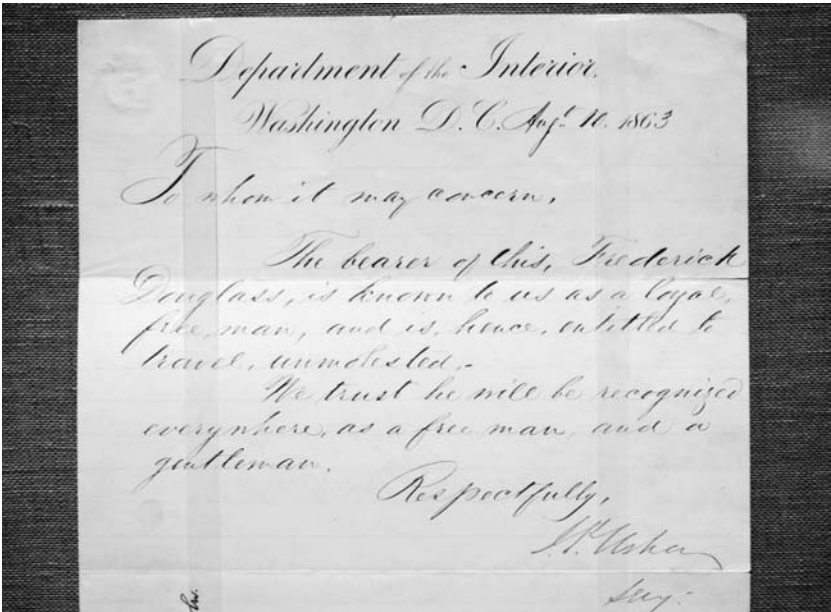 Department of the Interior.
Washington D. C. Augt. 10. 1863
To whom it may concern,
The bearer of this, Frederick
Douglass, is known to us as a loyal,
free, man, and is, hence, entitled to
travel, unmolested.-
We trust he will be recognized
everywhere, as a free man, and a
gentleman.
Respectfully,
J. P. Usher
Secy.